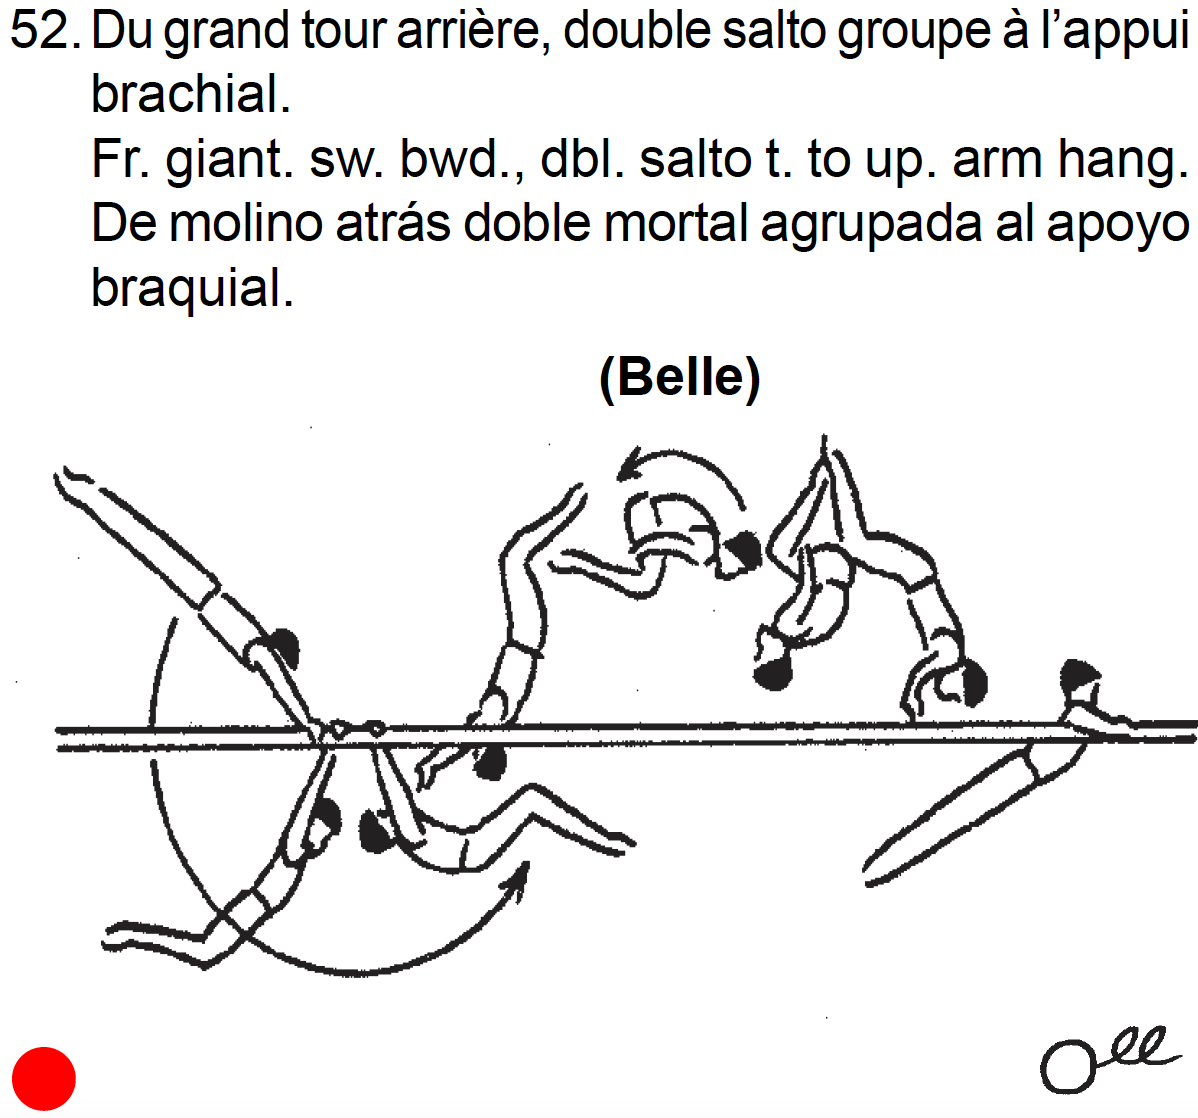 52. Du grand tour arrière, double salto groupe à l’appui
brachial.
Fr. giant. sw. bwd., dbl. salto t. to up. arm hang.
De molino atrás doble mortal agrupada al apoyo
braquial.
(Belle)